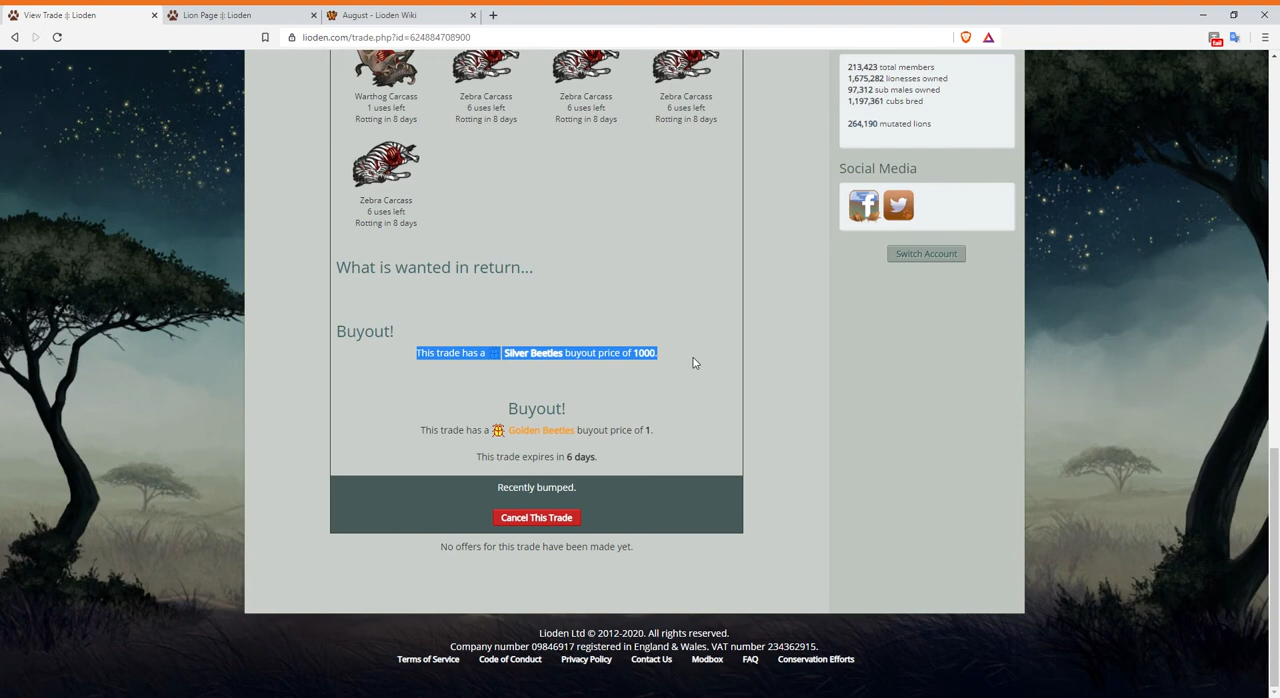 View Trade :|: Lioden
Lion Page :|: Lioden
August - Lioden Wiki
lioden.com/trade.php?id=624884708900
fail
Warthog Carcass
1 uses left
Rotting in 8 days
Zebra Carcass
6 uses left
Rotting in 8 days
Zebra Carcass
6 uses left
Rotting in 8 days
Zebra Carcass
6 uses left
Rotting in 8 days
Zebra Carcass
6 uses left
Rotting in 8 days
What is wanted in return...
Buyout!
This trade has a Silver Beetles buyout price of 1000.
Buyout!
This trade has a Golden Beetles buyout price of 1.
This trade expires in 6 days.
Recently bumped.
Cancel This Trade
No offers for this trade have been made yet.
213,423 total members
1,675,282 lionesses owned
97,312 sub males owned
1,197,361 cubs bred
264,190 mutated lions
Social Media
Switch Account
Lioden Ltd © 2012-2020. All rights reserved.
Company number 09846917 registered in England & Wales. VAT number 234362915.
Terms of Service Code of Conduct Privacy Policy Contact Us Modbox FAQ Conservation Efforts